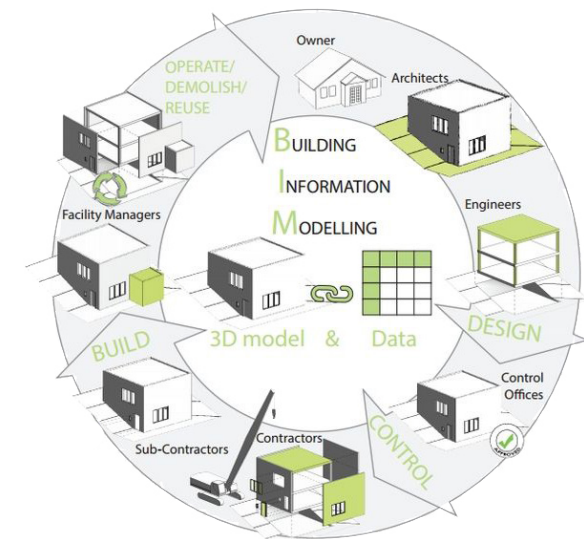 Owner
Architects
OPERATE/
DEMOLISH/
REUSE
BUILDING
INFORMATION
MODELLING
Engineers
Facility Managers
3D model & Data
DESIGN
BUILD
Control
Offices
APPROVED
CONTROL
Contractors
Sub-Contractors